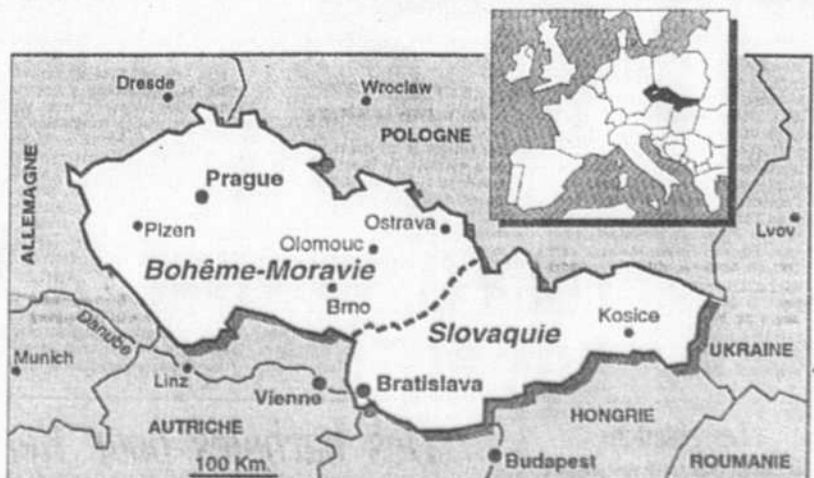 Dresde
Wroclaw
POLOGNE
ALLEMAGNE
Prague
Plzen
Ostrava
Lvov
Olomouc
Bohême-Moravie
Brno
Slovaquie
Kosice
Danube
UKRAINE
Munich
Linz
Vienne
Bratislava
AUTRICHE
HONGRIE
100 Km.
Budapest
ROUMANIE